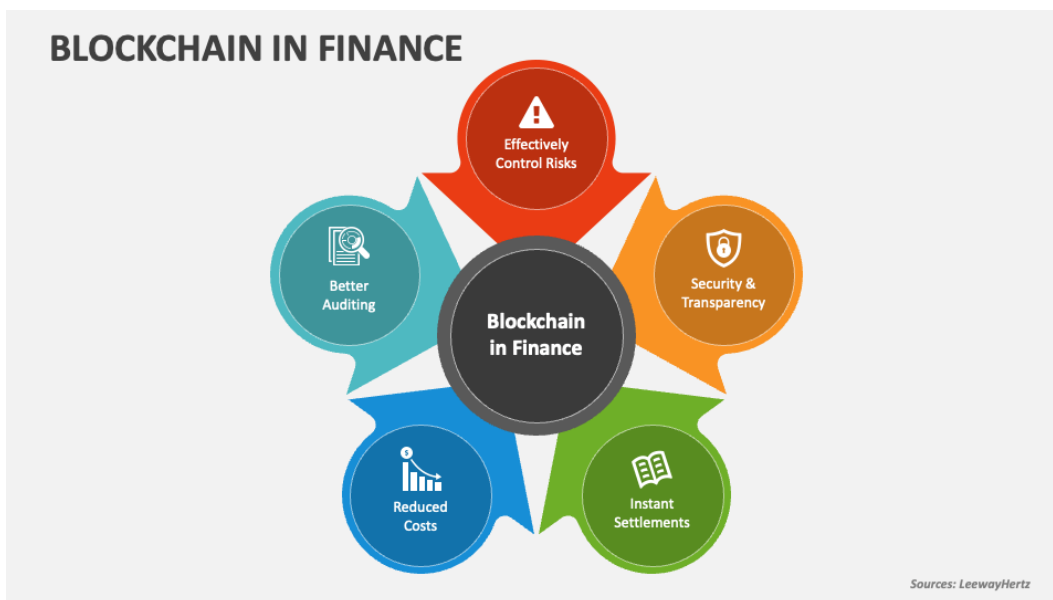 BLOCKCHAIN IN FINANCE
Effectively
Control Risks
Better
Auditing
Security &
Transparency
Blockchain
in Finance
$
Reduced
Costs
Instant
Settlements
Sources: LeewayHertz